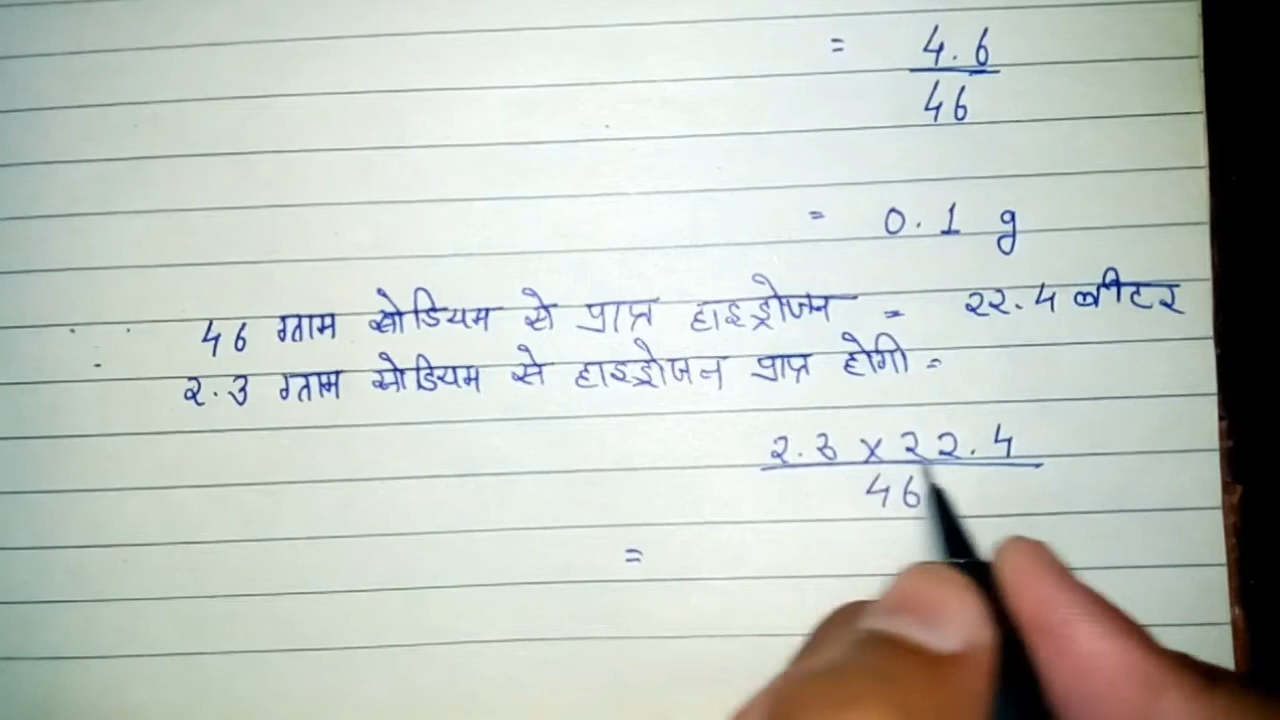 = 4.6
46
= 0.1 g
∵ 46 ग्राम सोडियम से प्राप्त हाइड्रोजन = 22.4 लीटर
2.3 ग्राम सोडियम से हाइड्रोजन प्राप्त होगी =
2.3 x 22.4
46
=